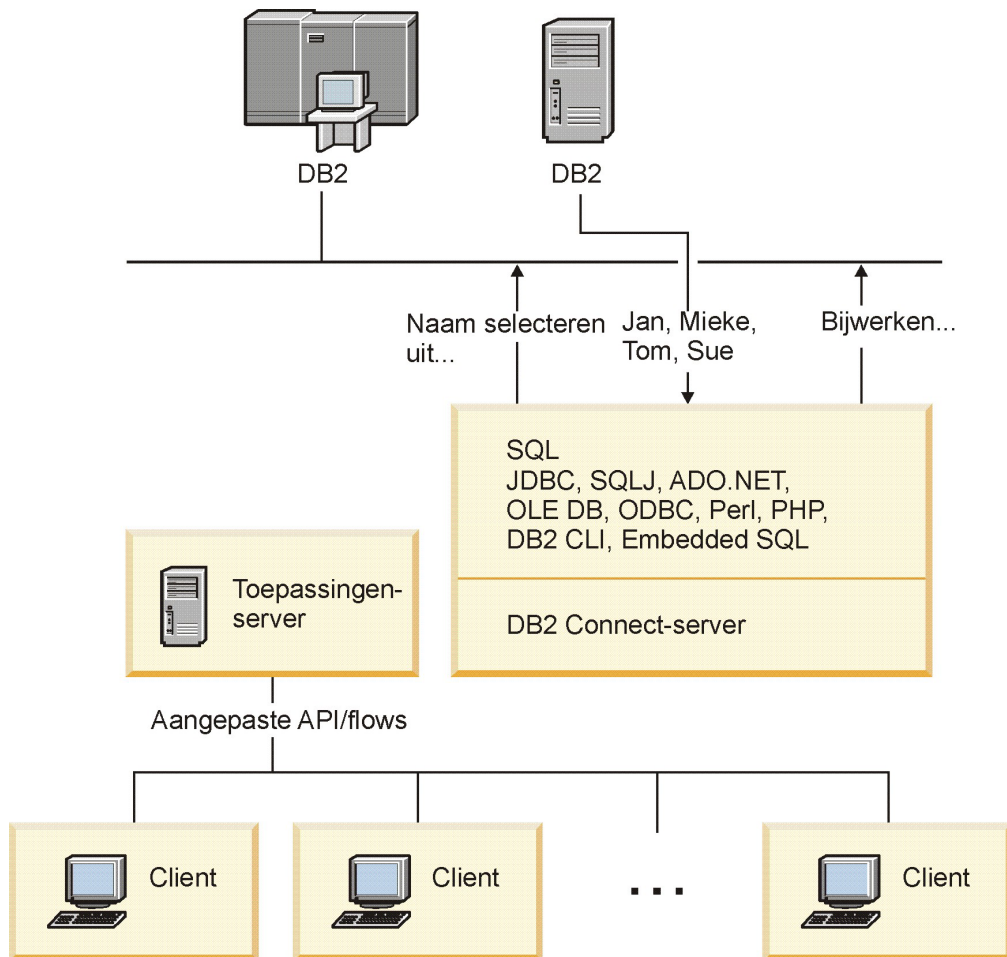 DB2
DB2
Naam selecteren
uit...
Jan, Mieke,
Tom, Sue
Bijwerken...
SQL
JDBC, SQLJ, ADO.NET,
OLE DB, ODBC, Perl, PHP,
DB2 CLI, Embedded SQL
DB2 Connect-server
Toepassingen-
server
Aangepaste API/flows
Client
Client
...
Client